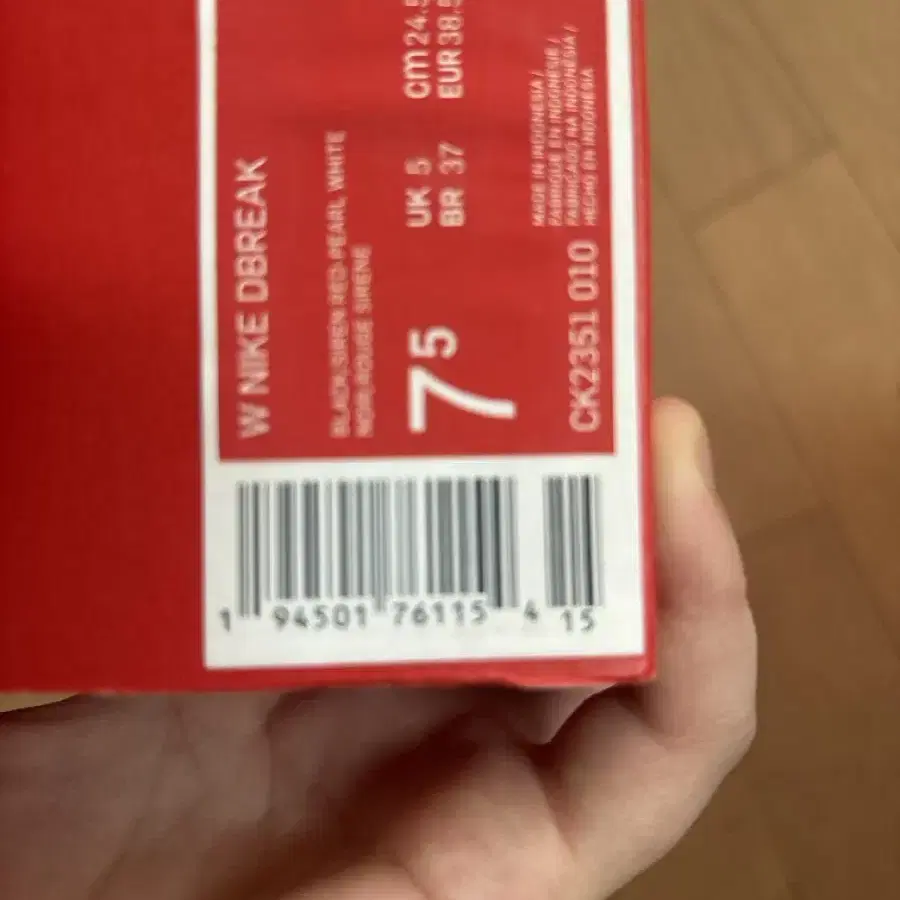 W NIKE DBREAK
BLACK/SIREN RED-PEARL WHITE
NOIR/ROUGE SIRENE
7 5
UK 5
cm 24.5
BR 37
EUR 38.5
MADE IN INDONESIA /
FABRIQUE EN INDONESIE /
FABRICADO NA INDONÉSIA /
HECHO EN INDONESIA
CK2351 010
1 94501 76115 4 15